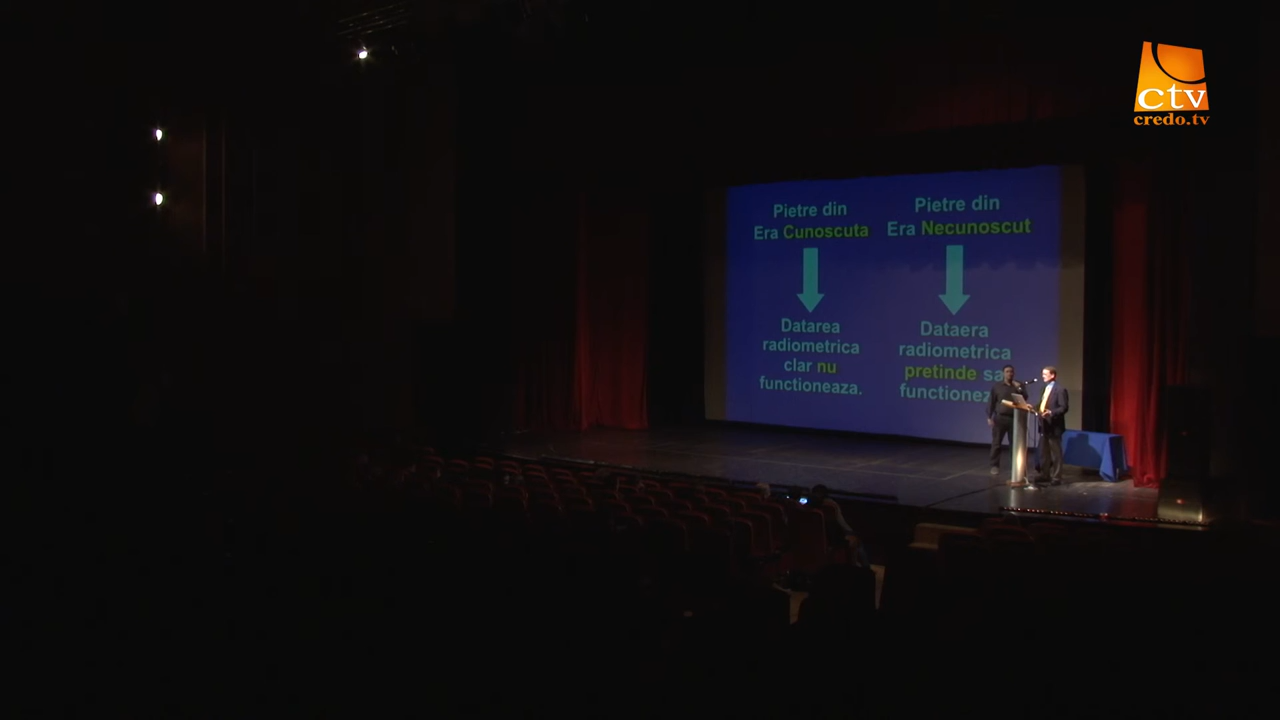 ctv
credo.tv
Pietre din
Era Cunoscuta
Datarea
radiometrica
clar nu
functioneaza.
Pietre din
Era Necunoscut
Dataera
radiometrica
pretinde sa